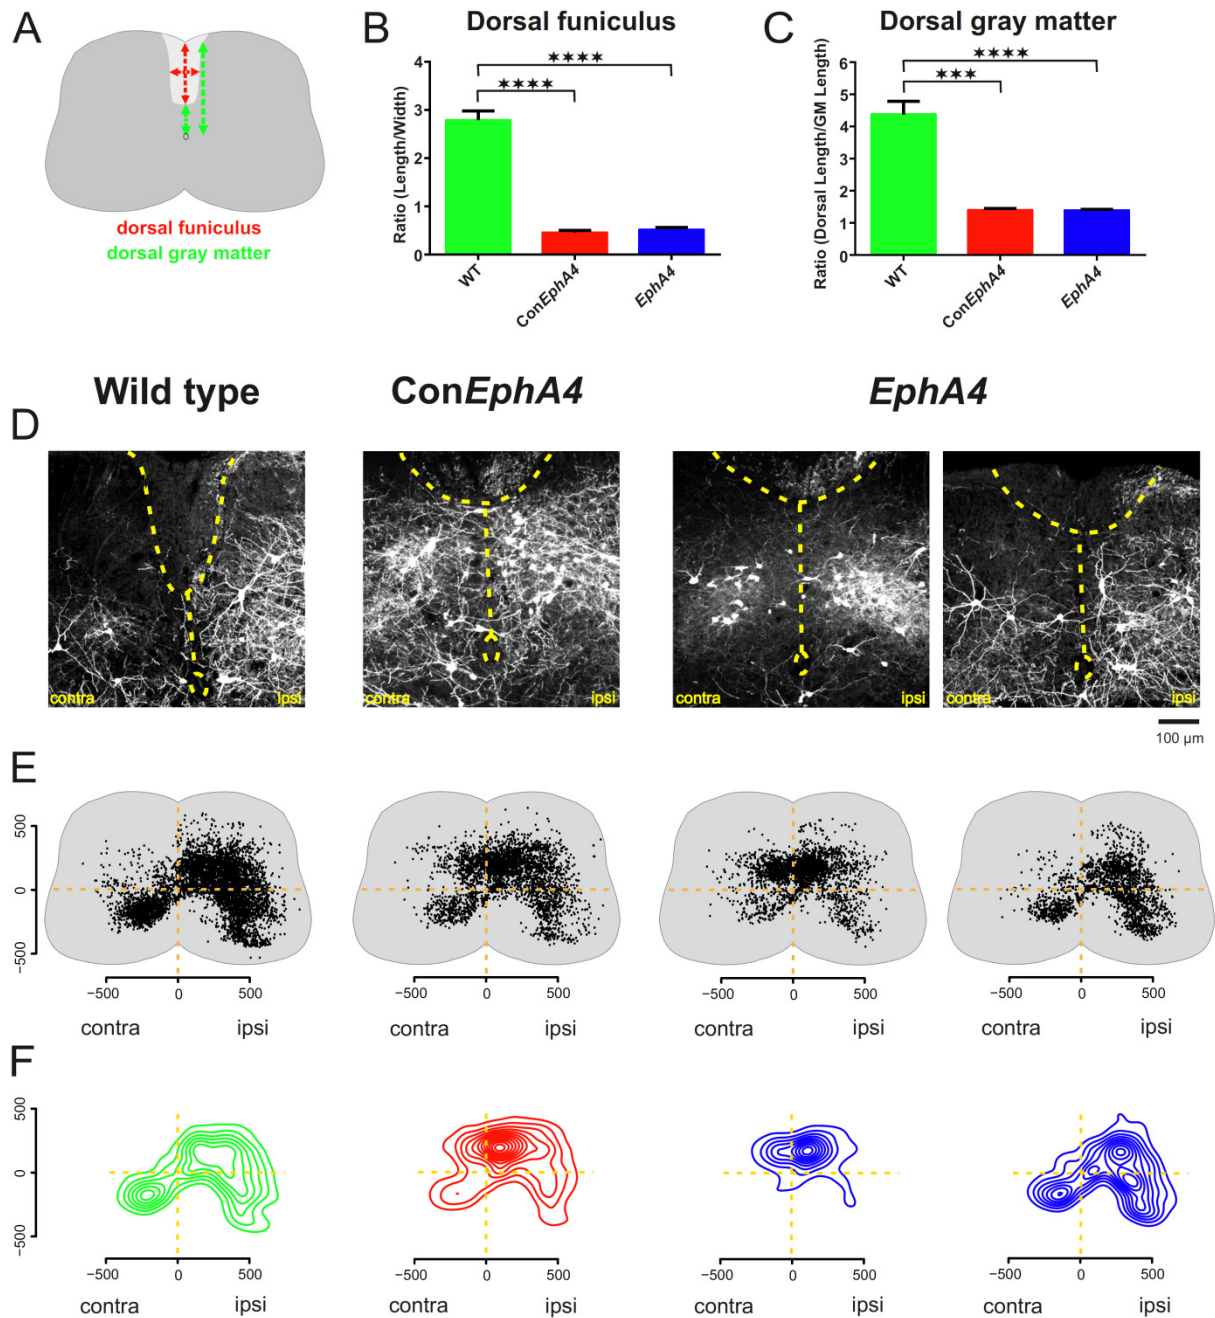 A
dorsal funiculus
dorsal gray matter
B
Dorsal funiculus
Ratio (Length/Width)
4
3
2
1
0
****
****
WT
ConEphA4
EphA4
C
Dorsal gray matter
Ratio (Dorsal Length/GM Length)
6
5
4
3
2
1
0
****
***
WT
ConEphA4
EphA4
Wild type
ConEphA4
EphA4
D
contra ipsi
contra ipsi
contra ipsi
contra ipsi
100 µm
E
500
0
−500
−500 0 500
−500 0 500
−500 0 500
−500 0 500
contra ipsi
contra ipsi
contra ipsi
contra ipsi
F
500
0
−500
−500 0 500
−500 0 500
−500 0 500
−500 0 500
contra ipsi
contra ipsi
contra ipsi
contra ipsi